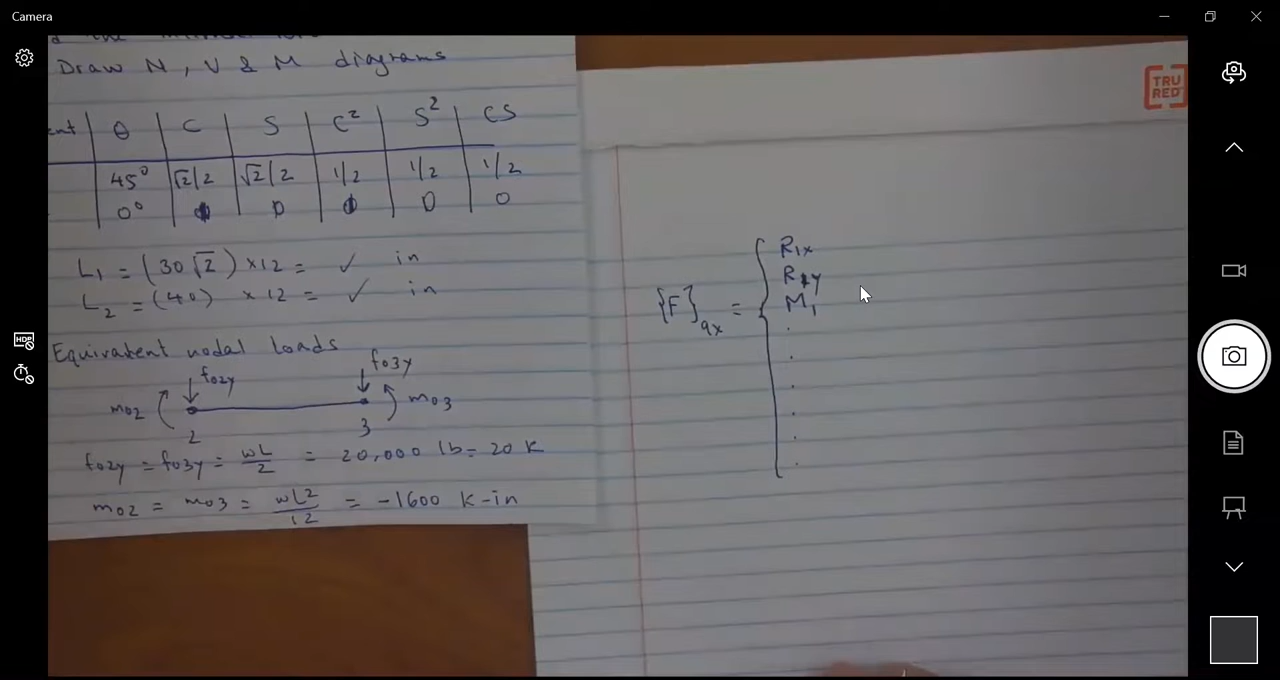 Camera
Draw N, V & M diagrams
θ C S C² S² CS
45° √2/2 √2/2 1/2 1/2 1/2
0° 0 0 0
L₁ = (30√2) × 12 = ✓ in
L₂ = (40) × 12 = ✓ in
Equivalent nodal loads
fo2y fo3y
mo2 mo3
2 3
fo2y = fo3y = wL/2 = 20,000 lb = 20 K
mo2 = mo3 = wL²/12 = -1600 K-in
TRU
RED
R1x
R1y
{F}9x = { M1